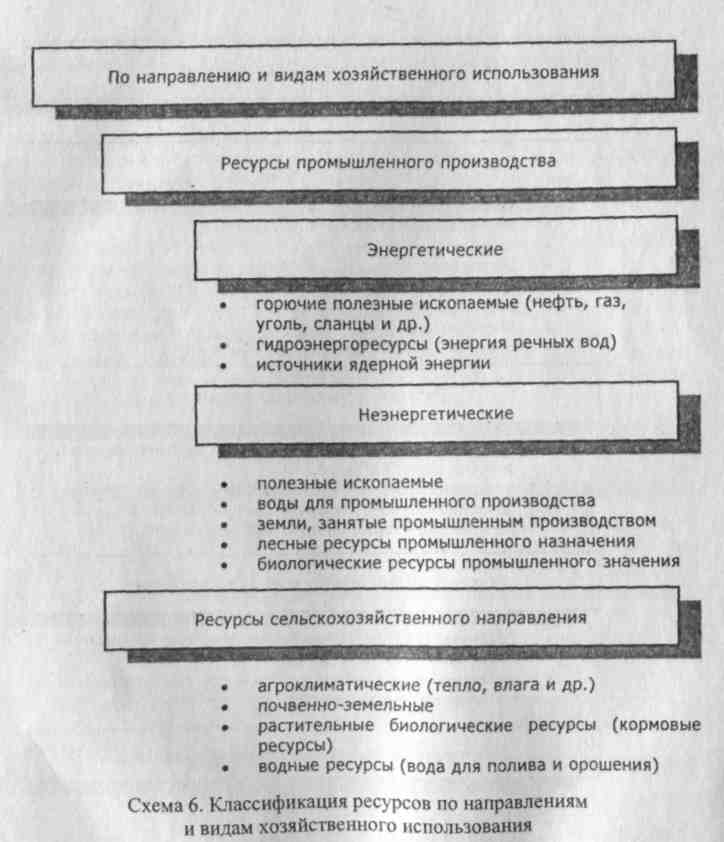 По направлению и видам хозяйственного использования
Ресурсы промышленного производства
Энергетические
• горючие полезные ископаемые (нефть, газ,
уголь, сланцы и др.)
• гидроэнергоресурсы (энергия речных вод)
• источники ядерной энергии
Неэнергетические
• полезные ископаемые
• воды для промышленного производства
• земли, занятые промышленным производством
• лесные ресурсы промышленного назначения
• биологические ресурсы промышленного значения
Ресурсы сельскохозяйственного направления
• агроклиматические (тепло, влага и др.)
• почвенно-земельные
• растительные биологические ресурсы (кормовые
ресурсы)
• водные ресурсы (вода для полива и орошения)
Схема 6. Классификация ресурсов по направлениям
и видам хозяйственного использования